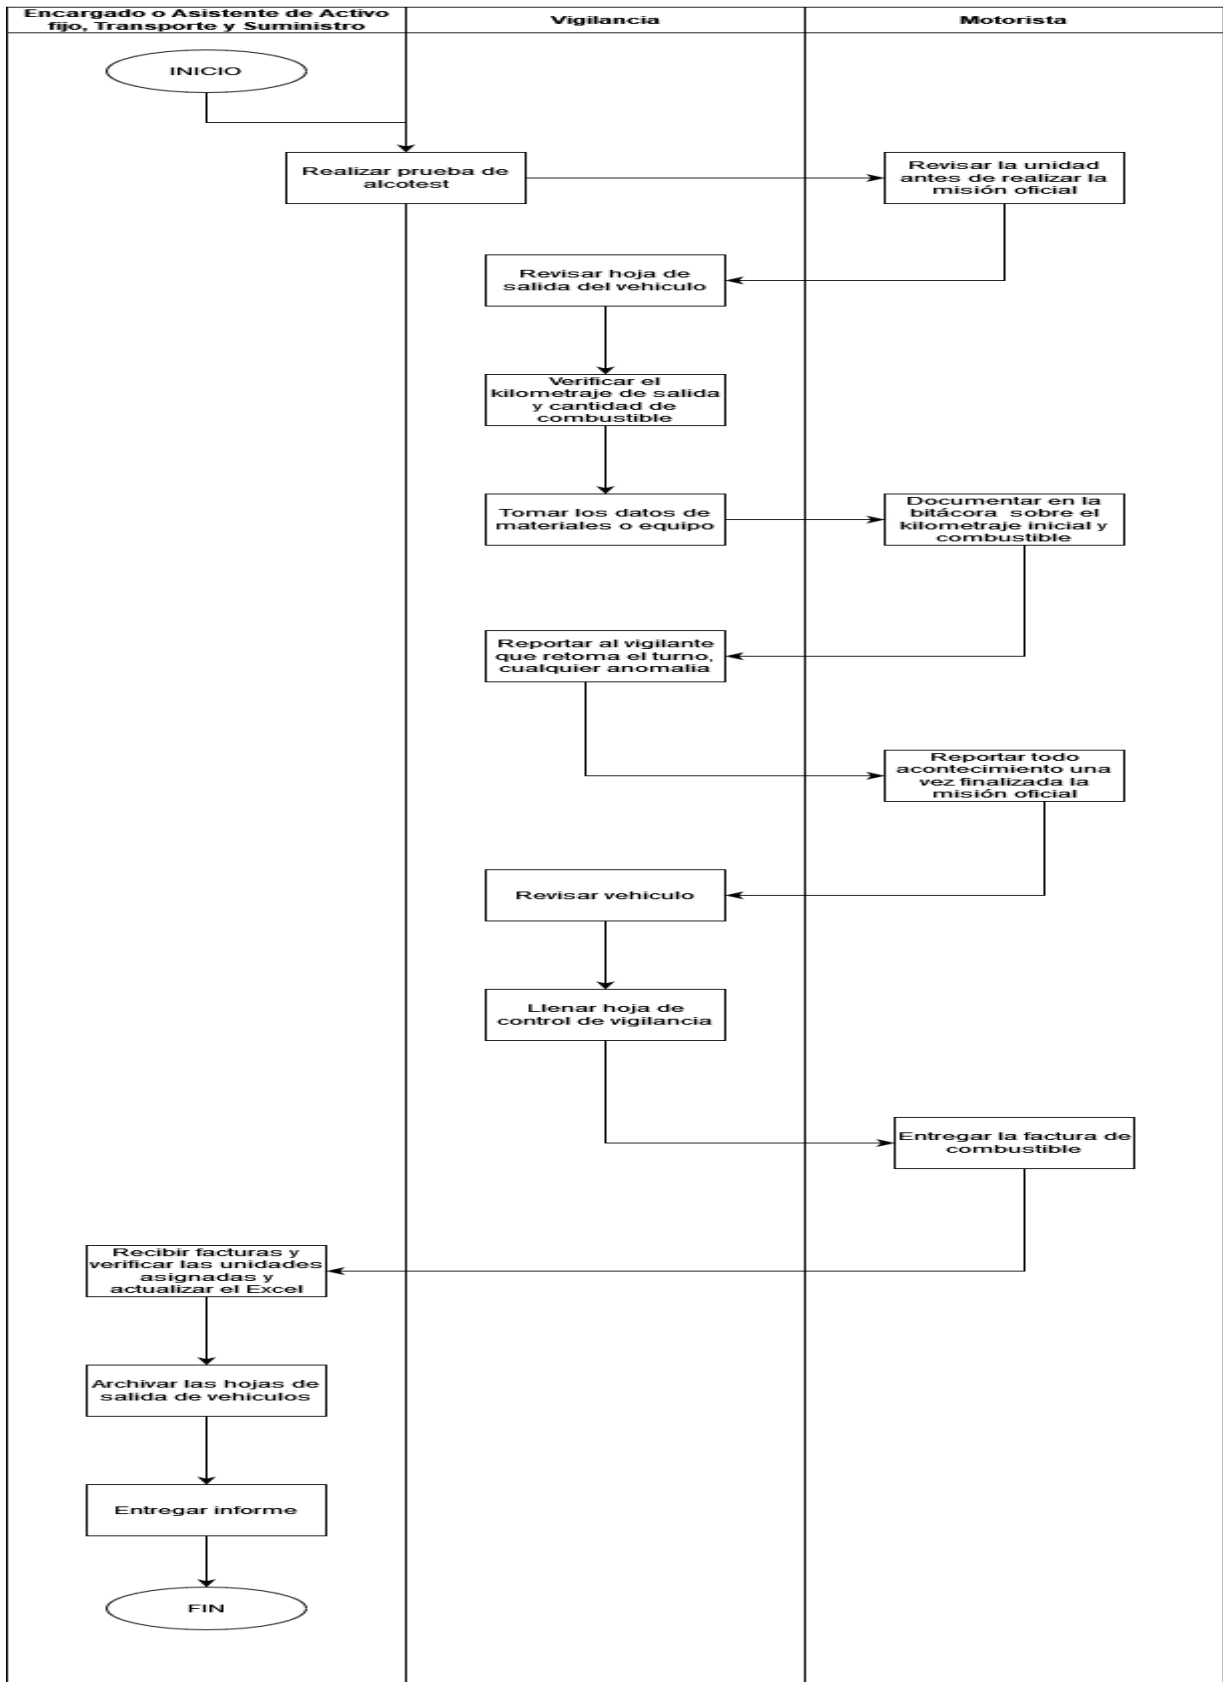 Encargado o Asistente de Activo
fijo, Transporte y Suministro
Vigilancia
Motorista
INICIO
Realizar prueba de
alcotest
Revisar la unidad
antes de realizar la
misión oficial
Revisar hoja de
salida del vehiculo
Verificar el
kilometraje de salida
y cantidad de
combustible
Tomar los datos de
materiales o equipo
Documentar en la
bitácora sobre el
kilometraje inicial y
combustible
Reportar al vigilante
que retoma el turno,
cualquier anomalia
Reportar todo
acontecimiento una
vez finalizada la
misión oficial
Revisar vehiculo
Llenar hoja de
control de vigilancia
Entregar la factura de
combustible
Recibir facturas y
verificar las unidades
asignadas y
actualizar el Excel
Archivar las hojas de
salida de vehiculos
Entregar informe
FIN